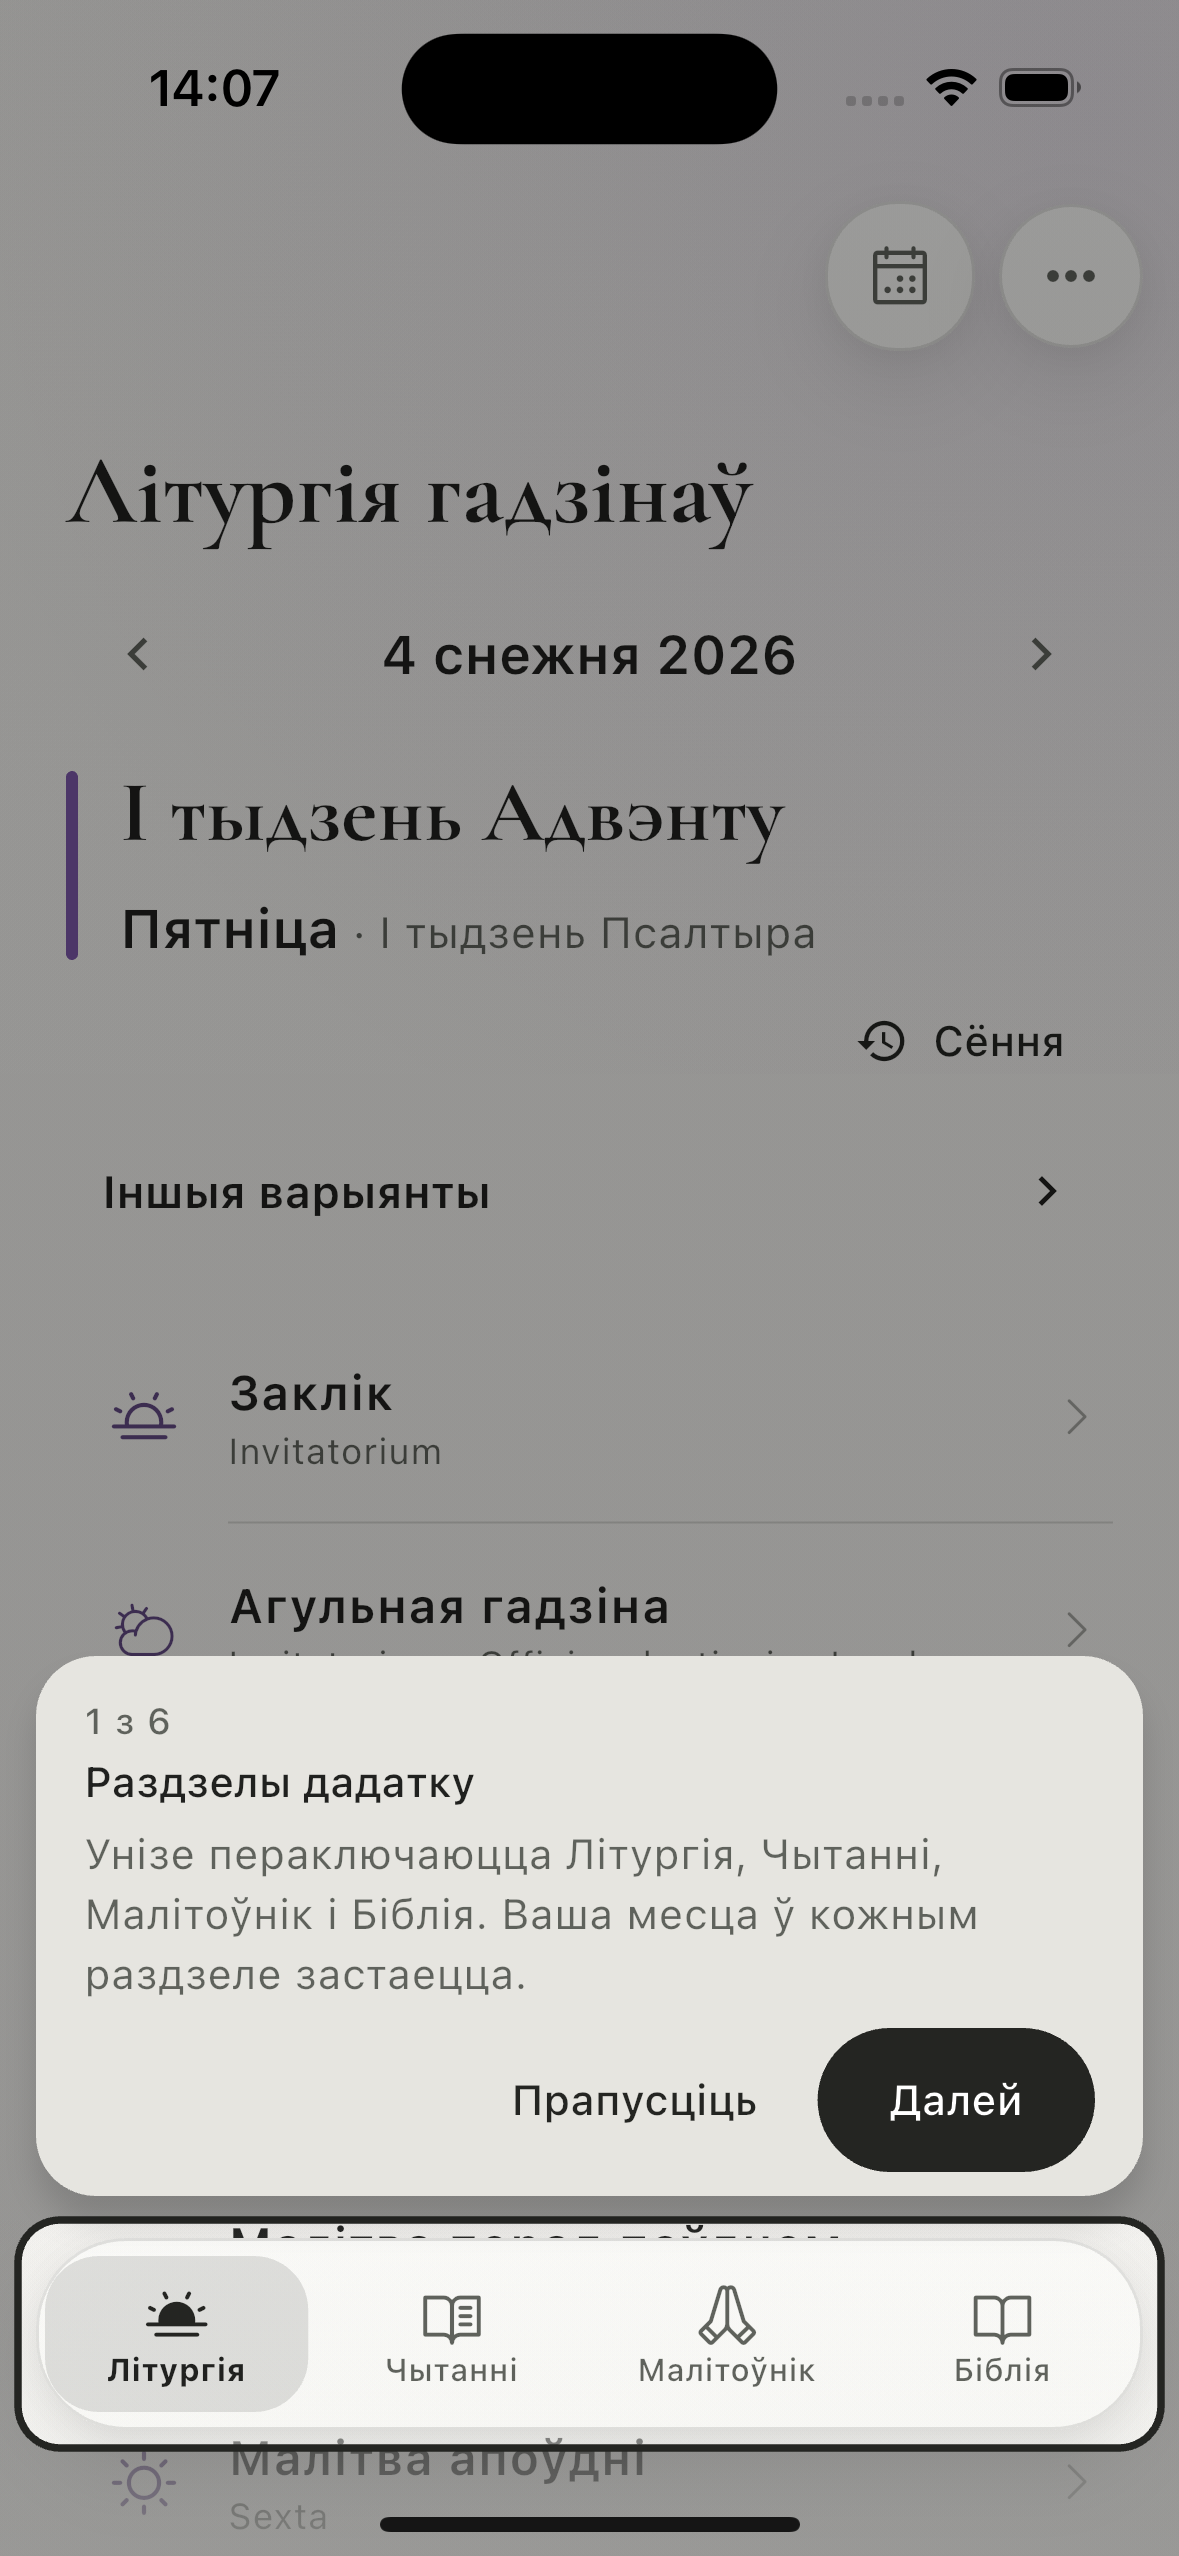 14:07
Літургія гадзінаў
4 снежня 2026
I тыдзень Адвэнту
Пятніца · I тыдзень Псалтыра
Сёння
Іншыя варыянты
Заклік
Invitatorium
Агульная гадзіна
1 з 6
Раздзелы дадатку
Унізе пераключаюцца Літургія, Чытанні,
Малітоўнік і Біблія. Ваша месца ў кожным
раздзеле застаецца.
Прапусціць
Далей
Літургія
Чытанні
Малітоўнік
Біблія
Малітва апоўдні
Sexta